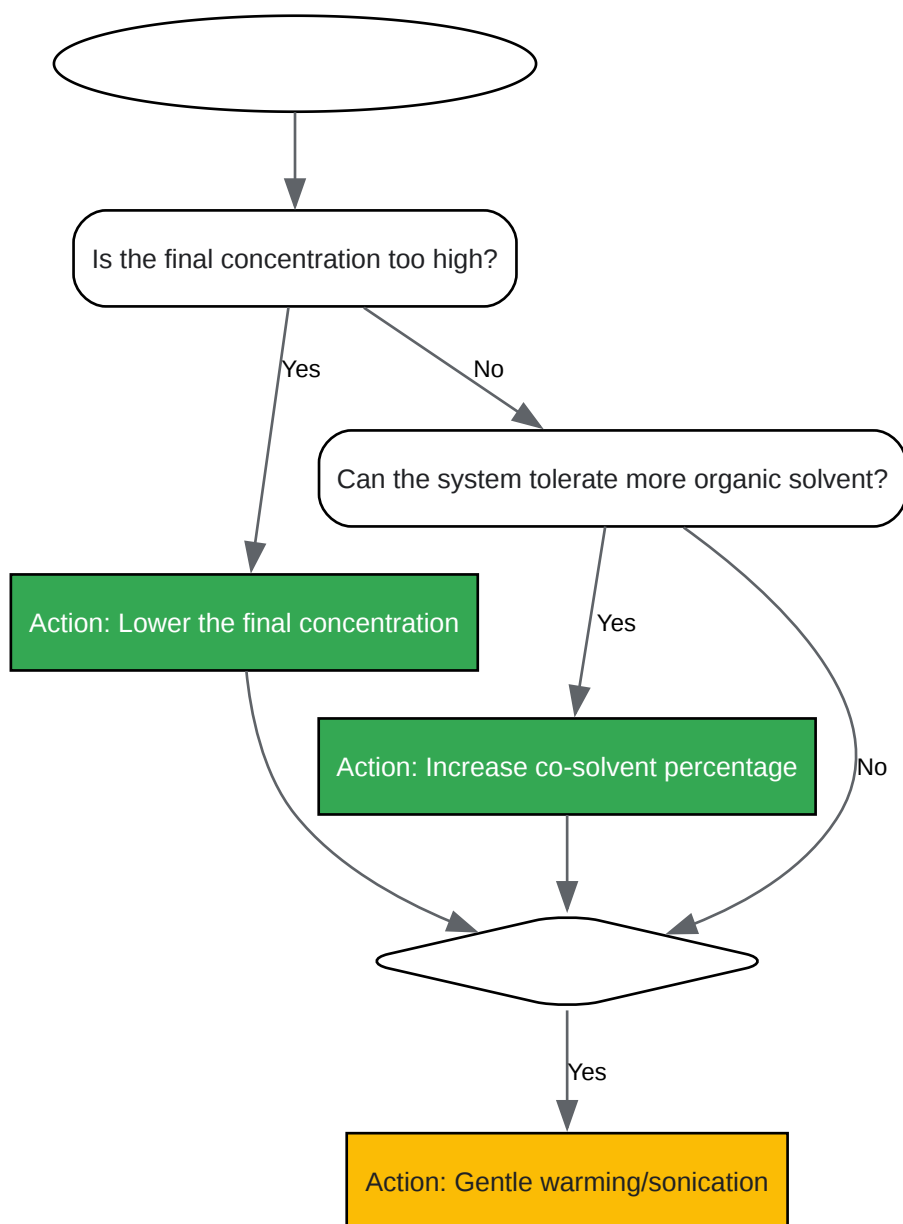 Is the final concentration too high?
Yes
No
Can the system tolerate more organic solvent?
Action: Lower the final concentration
Yes
Action: Increase co-solvent percentage
No
Yes
Action: Gentle warming/sonication